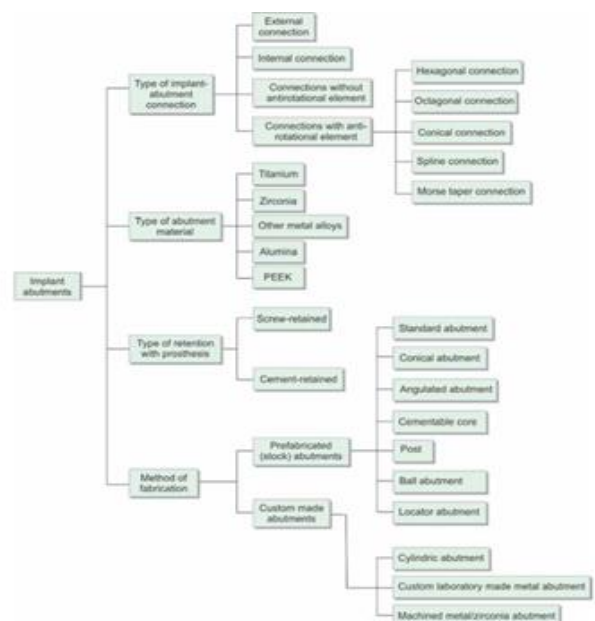 Implant
abutments
Type of implant-
abutment
connection
External
connection
Internal connection
Connections without
antirotational element
Connections with anti-
rotational element
Hexagonal connection
Octagonal connection
Conical connection
Spline connection
Morse taper connection
Type of abutment
material
Titanium
Zirconia
Other metal alloys
Alumina
PEEK
Type of retention
with prosthesis
Screw-retained
Cement-retained
Method of
fabrication
Prefabricated
(stock) abutments
Standard abutment
Conical abutment
Angulated abutment
Cementable core
Post
Ball abutment
Locator abutment
Custom made
abutments
Cylindric abutment
Custom laboratory made metal abutment
Machined metal/zirconia abutment